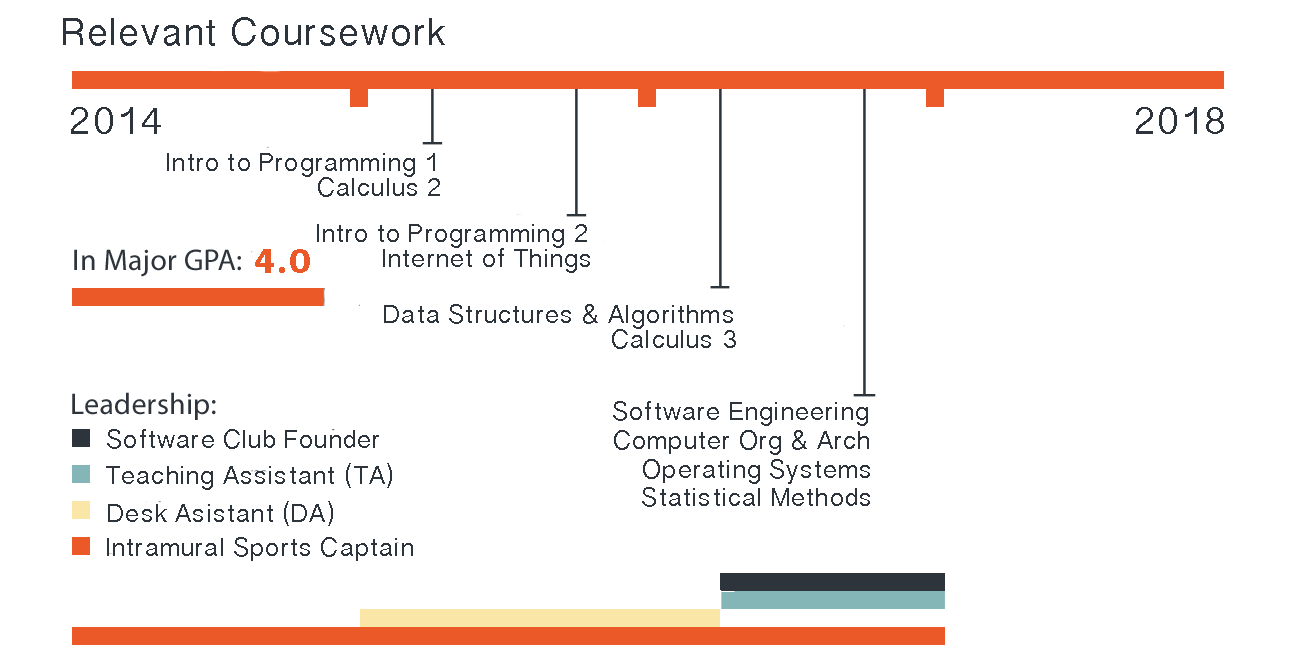 Relevant Coursework
2014
2018
Intro to Programming 1
Calculus 2
Intro to Programming 2
Internet of Things
In Major GPA: 4.0
Data Structures & Algorithms
Calculus 3
Software Engineering
Computer Org & Arch
Operating Systems
Statistical Methods
Leadership:
Software Club Founder
Teaching Assistant (TA)
Desk Asistant (DA)
Intramural Sports Captain